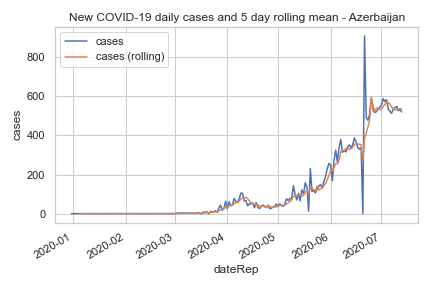 New COVID-19 daily cases and 5 day rolling mean - Azerbaijan
cases
cases (rolling)
800
600
400
200
0
cases
2020-01
2020-02
2020-03
2020-04
2020-05
2020-06
2020-07
dateRep